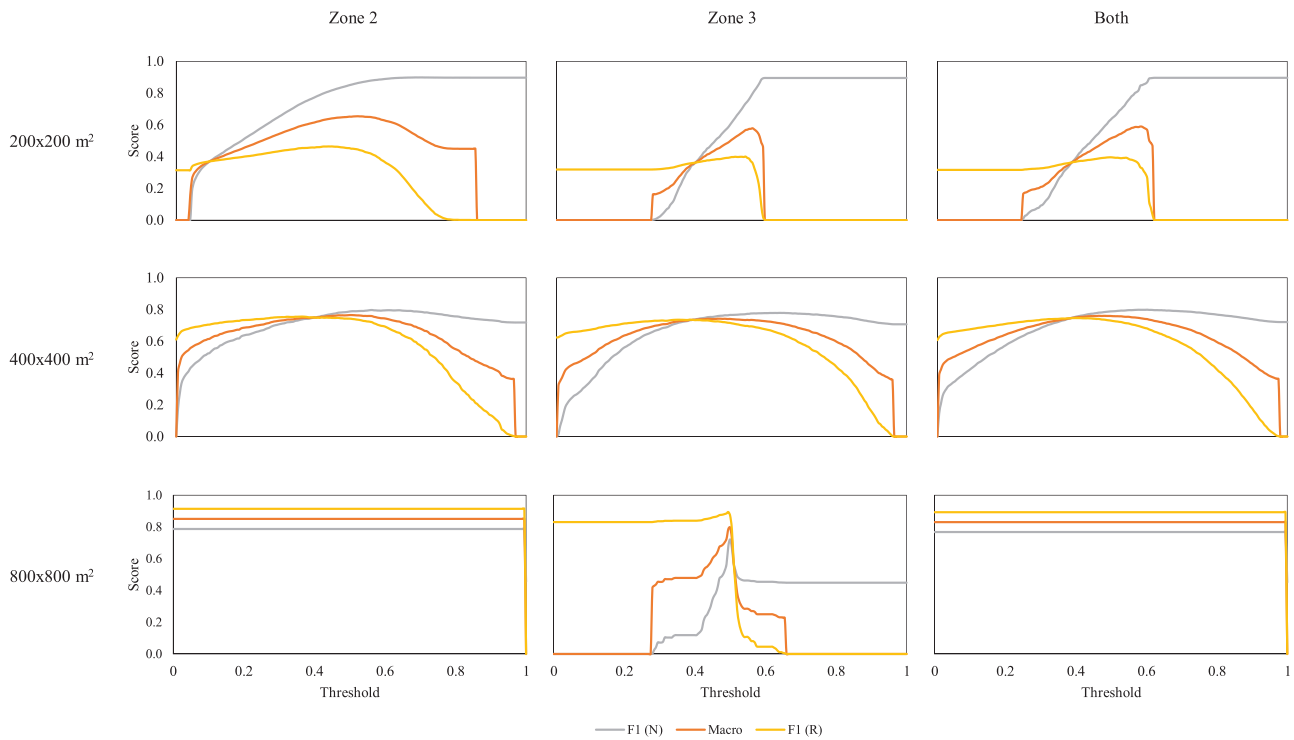 Zone 2 Zone 3 Both
200x200 m²
Score
1.0
0.8
0.6
0.4
0.2
0.0
400x400 m²
Score
1.0
0.8
0.6
0.4
0.2
0.0
800x800 m²
Score
1.0
0.8
0.6
0.4
0.2
0.0
0 0.2 0.4 0.6 0.8 1 0 0.2 0.4 0.6 0.8 1 0 0.2 0.4 0.6 0.8 1
Threshold Threshold Threshold
F1 (N) Macro F1 (R)